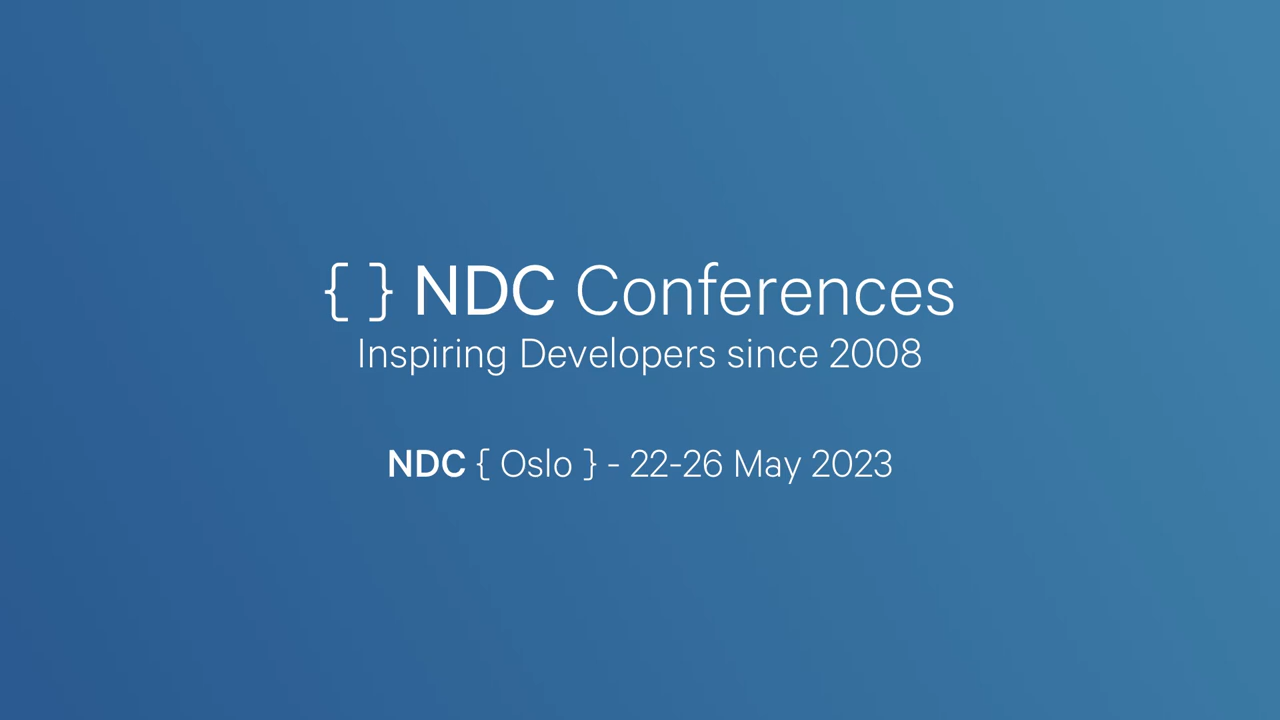 { } NDC Conferences
Inspiring Developers since 2008
NDC { Oslo } - 22-26 May 2023